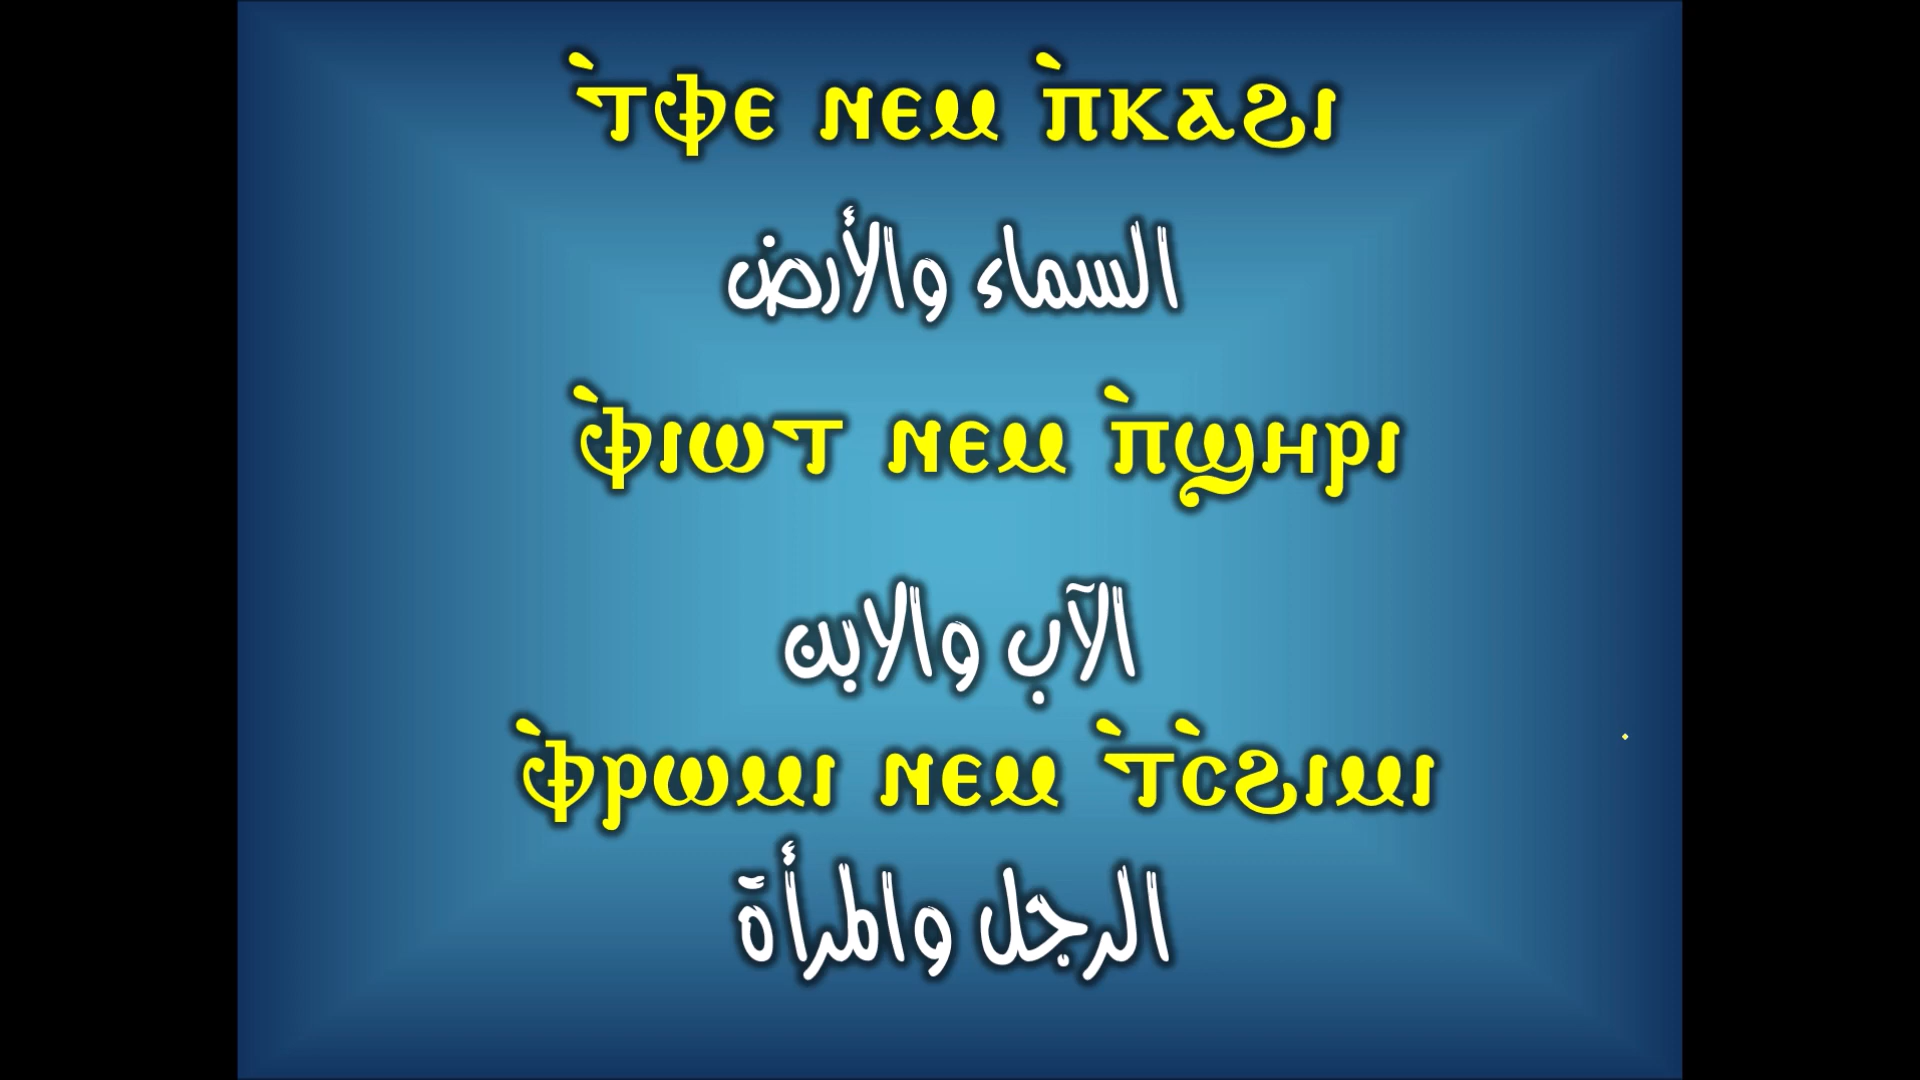 ⲧ̀ⲫⲉ ⲛⲉⲙ ⲡ̀ⲕⲁϩⲓ
السماء والأرض
ⲫ̀ⲓⲱⲧ ⲛⲉⲙ ⲡ̀ϣⲏⲣⲓ
الآب والابن
ⲫ̀ⲣⲱⲙⲓ ⲛⲉⲙ ⲧ̀ⲥ̀ϩⲓⲙⲓ
الرجل والمرأة